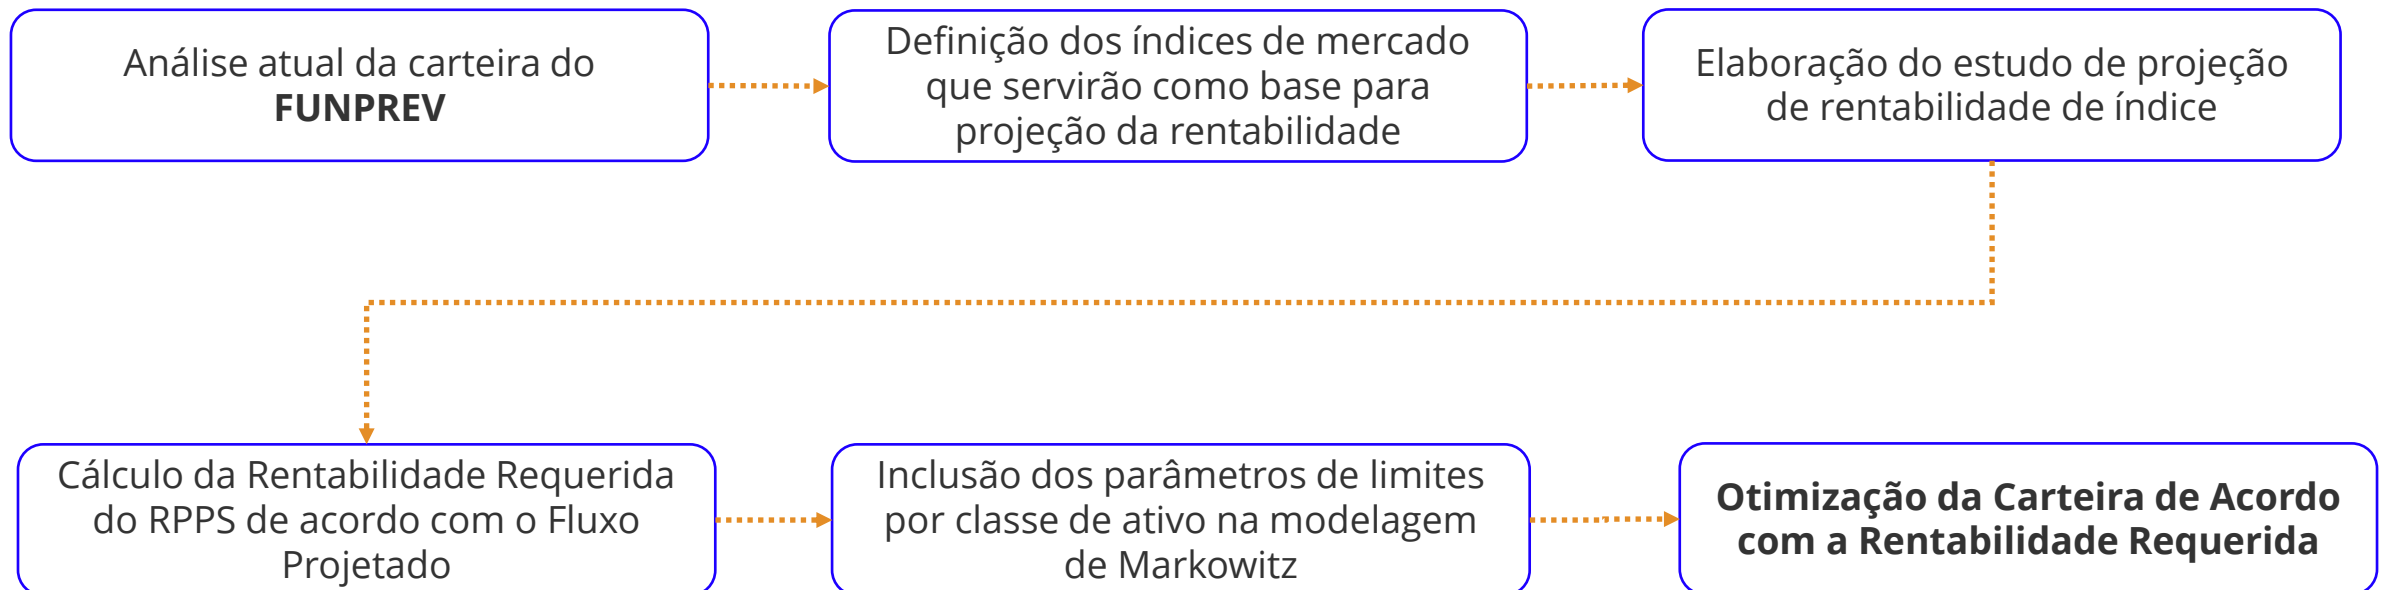 Análise atual da carteira do
FUNPREV
Definição dos índices de mercado
que servirão como base para
projeção da rentabilidade
Elaboração do estudo de projeção
de rentabilidade de índice
Cálculo da Rentabilidade Requerida
do RPPS de acordo com o Fluxo
Projetado
Inclusão dos parâmetros de limites
por classe de ativo na modelagem
de Markowitz
Otimização da Carteira de Acordo
com a Rentabilidade Requerida